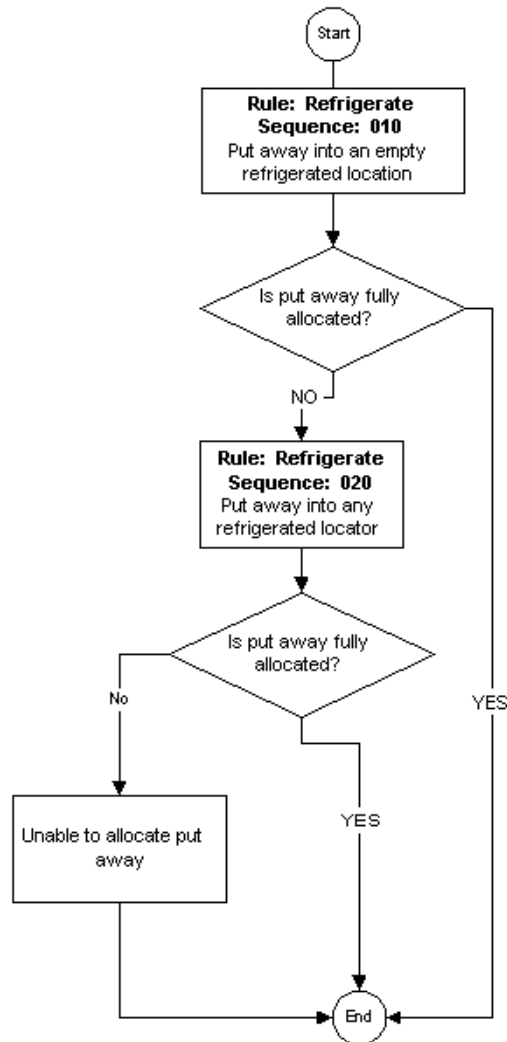 Start
Rule: Refrigerate
Sequence: 010
Put away into an empty
refrigerated location
Is put away fully
allocated?
NO
Rule: Refrigerate
Sequence: 020
Put away into any
refrigerated locator
Is put away fully
allocated?
No
YES
Unable to allocate put
away
YES
End